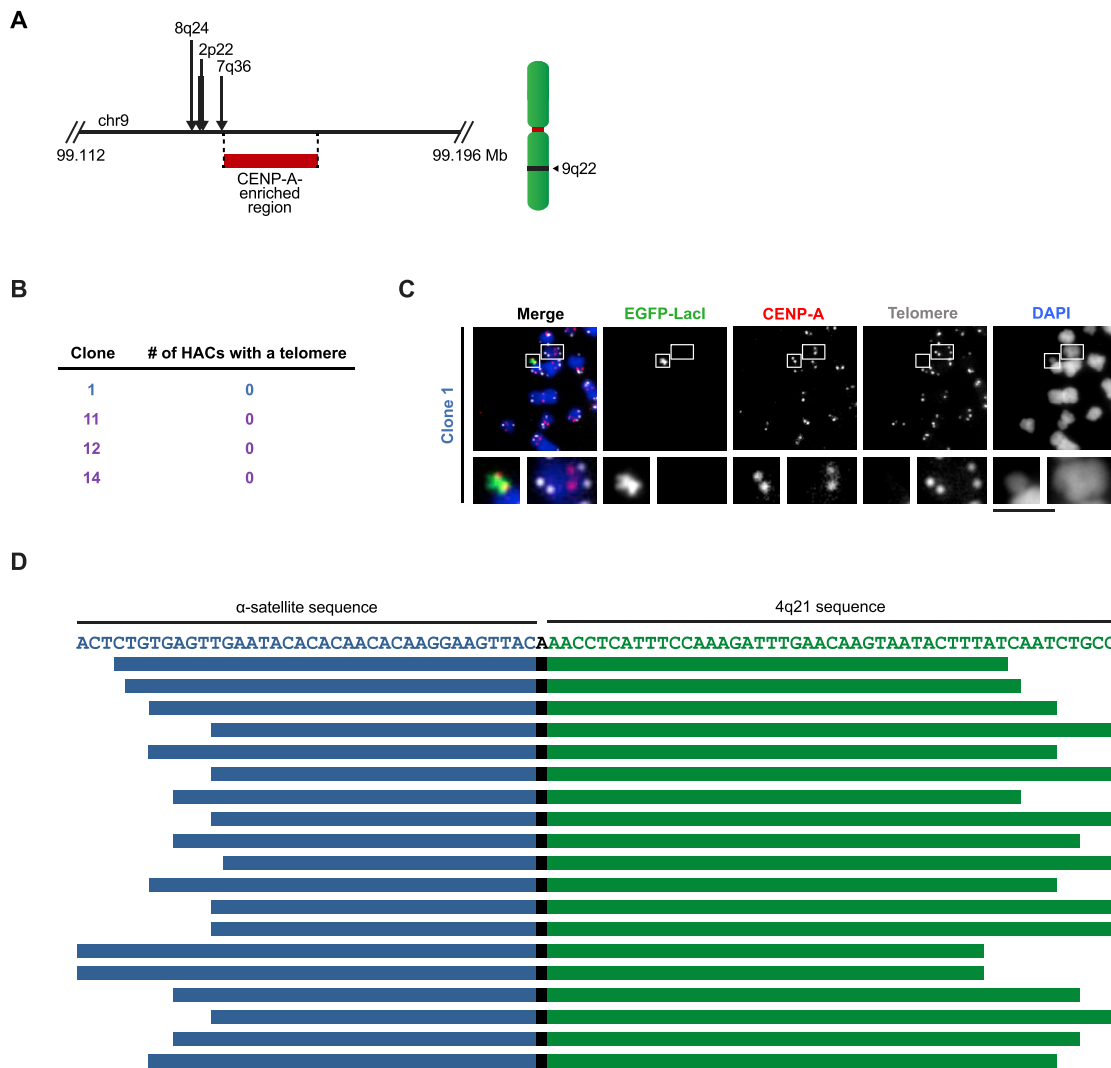 A
8q24
2p22
7q36
chr9
99.112
99.196 Mb
CENP-A-
enriched
region
9q22
B
Clone # of HACs with a telomere
1 0
11 0
12 0
14 0
C
Merge EGFP-LacI CENP-A Telomere DAPI
Clone 1
D
α-satellite sequence 4q21 sequence
ACTCTGTGAGTTGAATACACACAACACAAGGAAGTTACAAACCTCATTTCCAAAGATTTGAACAAGTAATACTTTATCAATCTGCC